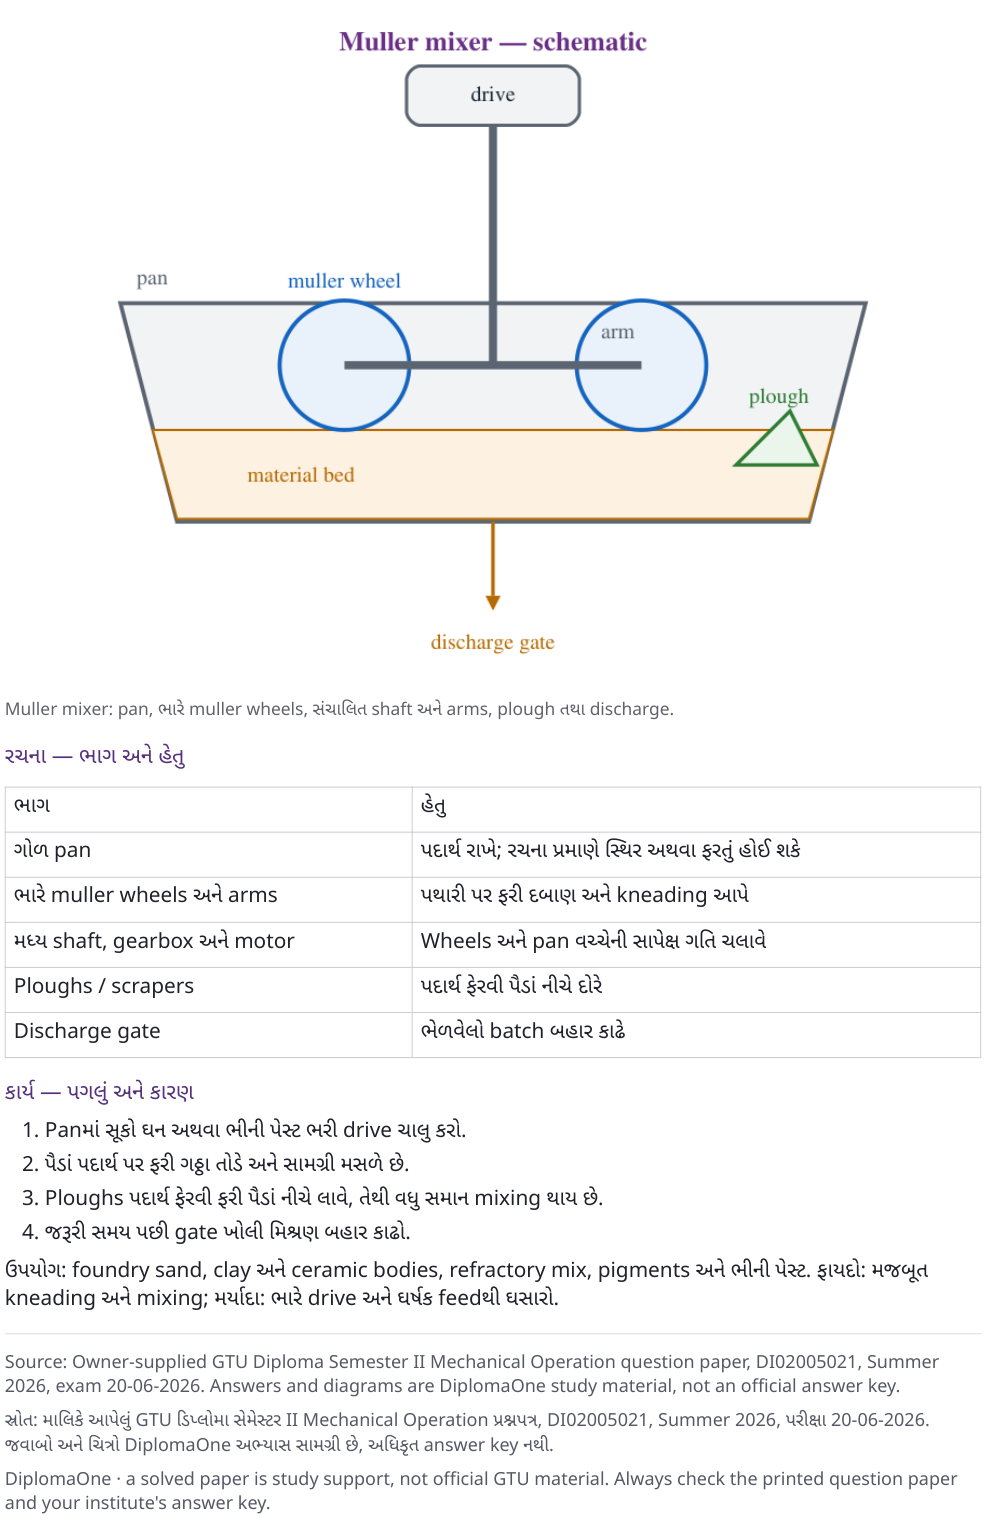 Muller mixer — schematic
drive
pan
muller wheel
arm
plough
material bed
discharge gate
Muller mixer: pan, ભારે muller wheels, સંચાલિત shaft અને arms, plough તથા discharge.
રચના — ભાગ અને હેતુ
ભાગ હેતુ
ગોળ pan પદાર્થ રાખે; રચના પ્રમાણે સ્થિર અથવા ફરતું હોઈ શકે
ભારે muller wheels અને arms પથારી પર ફરી દબાણ અને kneading આપે
મધ્ય shaft, gearbox અને motor Wheels અને pan વચ્ચેની સાપેક્ષ ગતિ ચલાવે
Ploughs / scrapers પદાર્થ ફેરવી પૈડાં નીચે દોરે
Discharge gate ભેળવેલો batch બહાર કાઢે
કાર્ય — પગલું અને કારણ
1. Panમાં સૂકો ઘન અથવા ભીની પેસ્ટ ભરી drive ચાલુ કરો.
2. પૈડાં પદાર્થ પર ફરી ગઠ્ઠા તોડે અને સામગ્રી મસળે છે.
3. Ploughs પદાર્થ ફેરવી ફરી પૈડાં નીચે લાવે, તેથી વધુ સમાન mixing થાય છે.
4. જરૂરી સમય પછી gate ખોલી મિશ્રણ બહાર કાઢો.
ઉપયોગ: foundry sand, clay અને ceramic bodies, refractory mix, pigments અને ભીની પેસ્ટ. ફાયદો: મજબૂત
kneading અને mixing; મર્યાદા: ભારે drive અને ઘર્ષક feedથી ઘસારો.
Source: Owner-supplied GTU Diploma Semester II Mechanical Operation question paper, DI02005021, Summer
2026, exam 20-06-2026. Answers and diagrams are DiplomaOne study material, not an official answer key.
સ્રોત: માલિકે આપેલું GTU ડિપ્લોમા સેમેસ્ટર II Mechanical Operation પ્રશ્નપત્ર, DI02005021, Summer 2026, પરીક્ષા 20-06-2026.
જવાબો અને ચિત્રો DiplomaOne અભ્યાસ સામગ્રી છે, અધિકૃત answer key નથી.
DiplomaOne · a solved paper is study support, not official GTU material. Always check the printed question paper
and your institute's answer key.